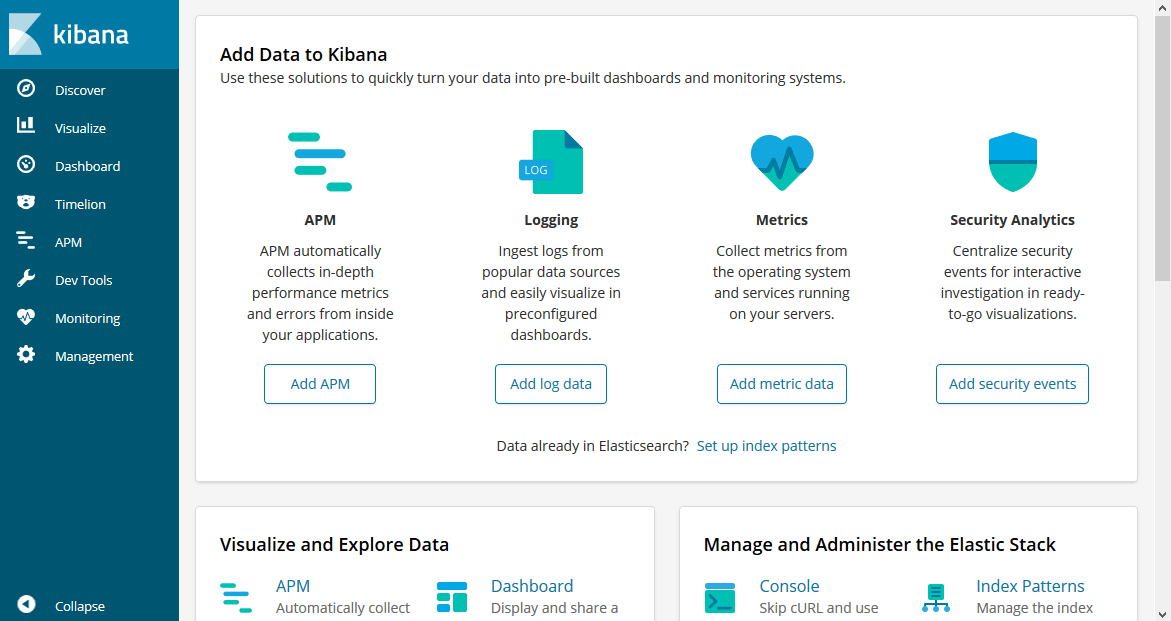 kibana
Discover
Visualize
Dashboard
Timelion
APM
Dev Tools
Monitoring
Management
Collapse
Add Data to Kibana
Use these solutions to quickly turn your data into pre-built dashboards and monitoring systems.
APM
APM automatically
collects in-depth
performance metrics
and errors from inside
your applications.
Add APM
LOG
Logging
Ingest logs from
popular data sources
and easily visualize in
preconfigured
dashboards.
Add log data
Metrics
Collect metrics from
the operating system
and services running
on your servers.
Add metric data
Security Analytics
Centralize security
events for interactive
investigation in ready-
to-go visualizations.
Add security events
Data already in Elasticsearch? Set up index patterns
Visualize and Explore Data
APM
Automatically collect
Dashboard
Display and share a
Manage and Administer the Elastic Stack
Console
Skip cURL and use
Index Patterns
Manage the index